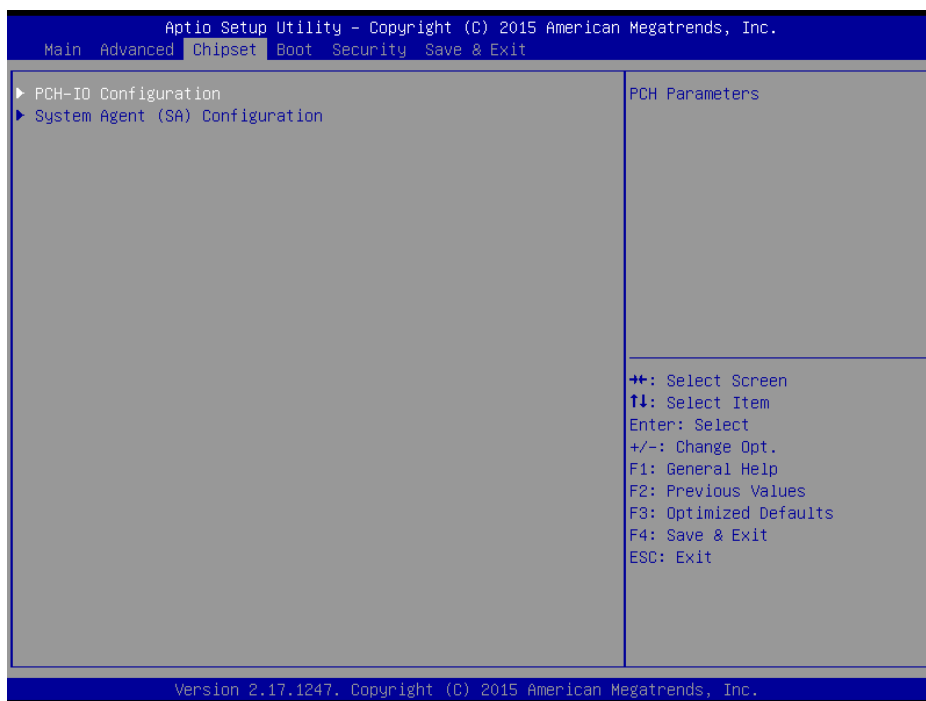 Aptio Setup Utility - Copyright (C) 2015 American Megatrends, Inc.
Main Advanced Chipset Boot Security Save & Exit
PCH-IO Configuration
System Agent (SA) Configuration
PCH Parameters
→←: Select Screen
↑↓: Select Item
Enter: Select
+/-: Change Opt.
F1: General Help
F2: Previous Values
F3: Optimized Defaults
F4: Save & Exit
ESC: Exit
Version 2.17.1247. Copyright (C) 2015 American Megatrends, Inc.